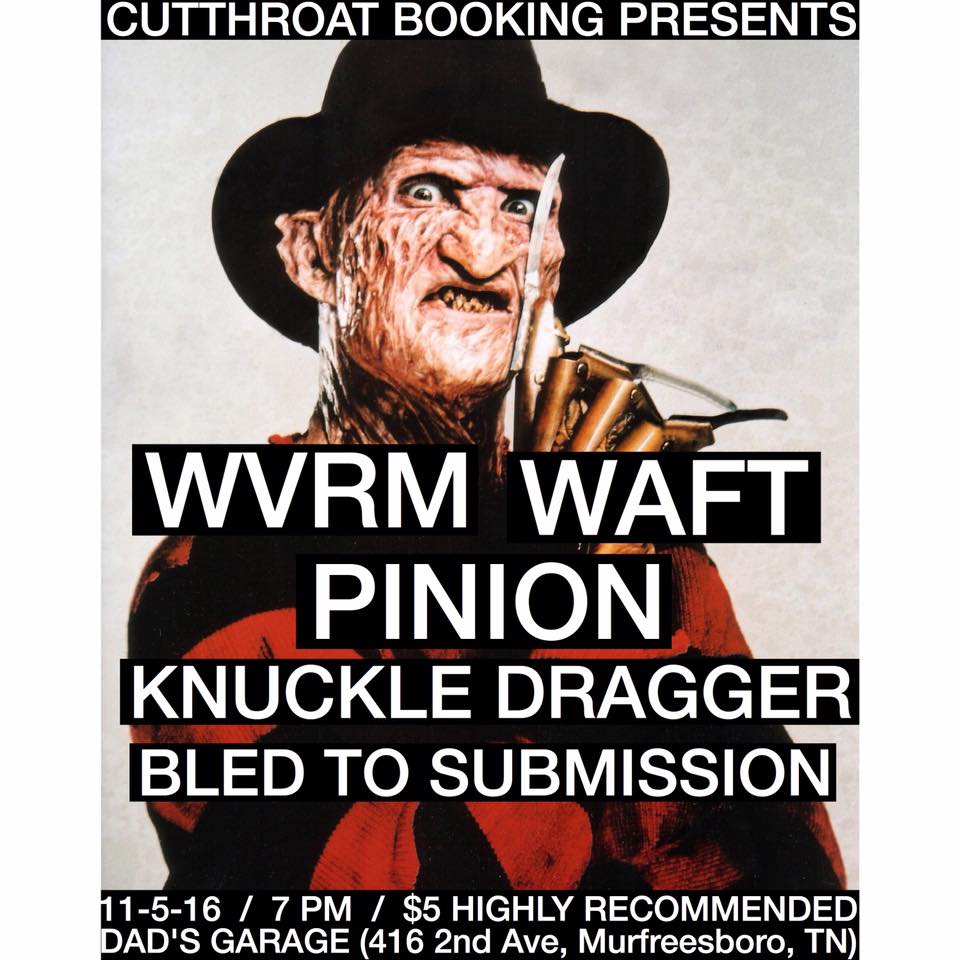 CUTTHROAT BOOKING PRESENTS
WVRM WAFT
PINION
KNUCKLE DRAGGER
BLED TO SUBMISSION
11-5-16 / 7 PM / $5 HIGHLY RECOMMENDED
DAD'S GARAGE (416 2nd Ave, Murfreesboro, TN)